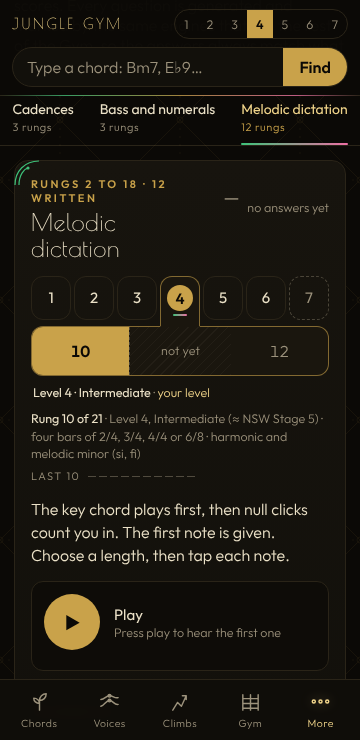 JUNGLE GYM
1 2 3 4 5 6 7
Type a chord: Bm7, E♭9...
Find
Cadences
3 rungs
Bass and numerals
3 rungs
Melodic dictation
12 rungs
RUNGS 2 TO 18 · 12
WRITTEN
— no answers yet
Melodic
dictation
1 2 3 4 5 6 7
10 not yet 12
Level 4 · Intermediate · your level
Rung 10 of 21 · Level 4, Intermediate (≈ NSW Stage 5) ·
four bars of 2/4, 3/4, 4/4 or 6/8 · harmonic and
melodic minor (si, fi)
LAST 10 — — — — — — — — — —
The key chord plays first, then null clicks
count you in. The first note is given.
Choose a length, then tap each note.
Play
Press play to hear the first one
Chords Voices Climbs Gym More